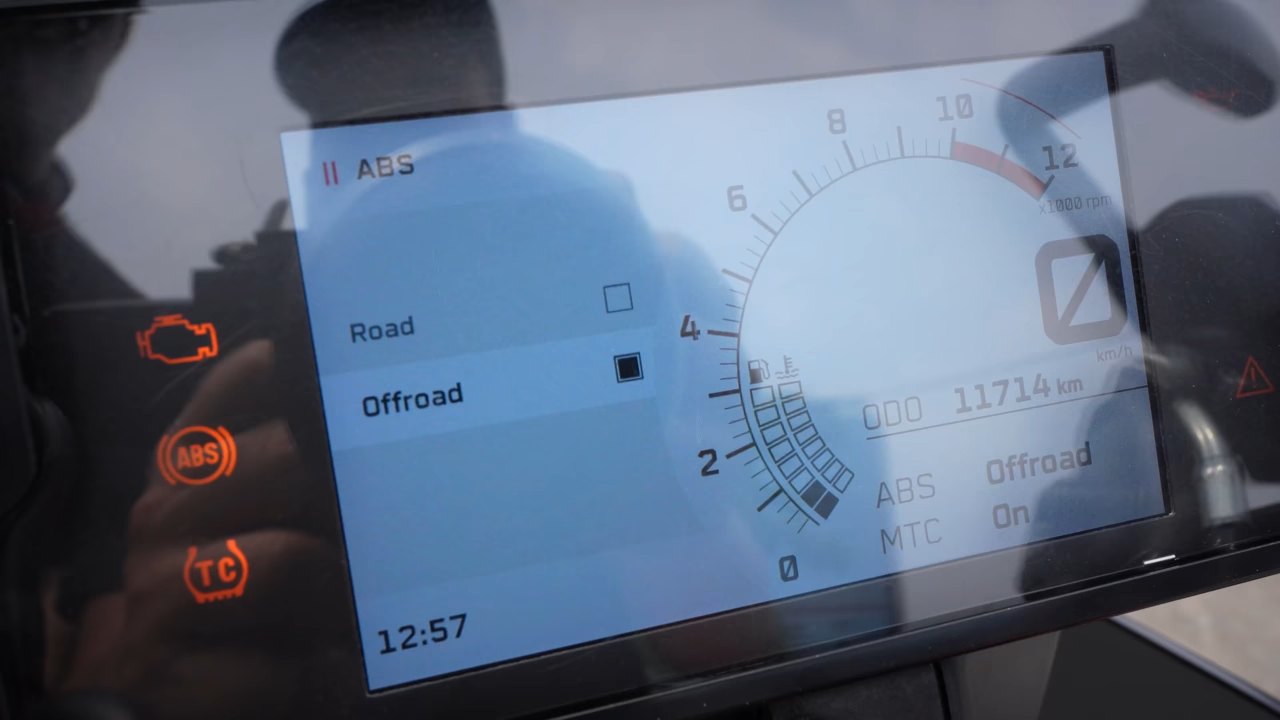 ABS
Road
Offroad
12:57
ABS
TC
0
2
4
6
8
10
12
x1000 rpm
0
km/h
ODO 11714 km
ABS Offroad
MTC On